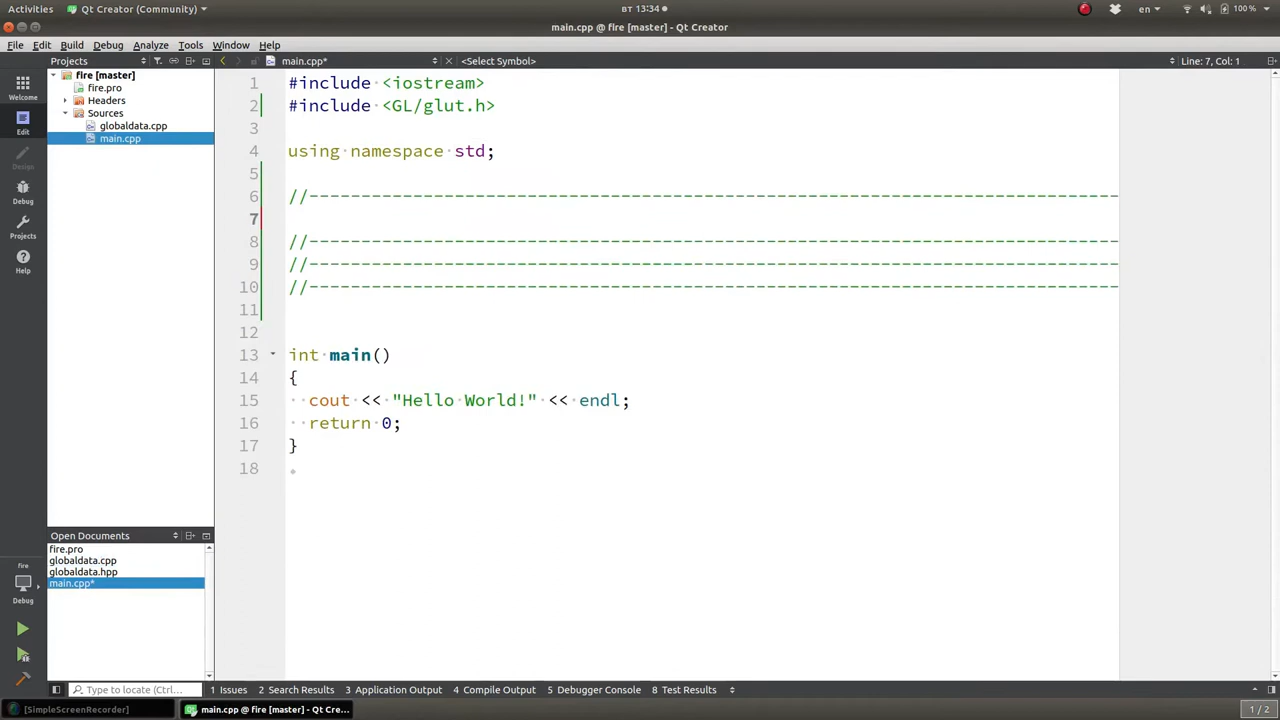 Activities
Qt Creator (Community)
вт 13:34
en
100 %
main.cpp @ fire [master] - Qt Creator
File Edit Build Debug Analyze Tools Window Help
Projects
main.cpp*
<Select Symbol>
Line: 7, Col: 1
Welcome
Edit
Design
Debug
Projects
Help
fire [master]
fire.pro
Headers
Sources
globaldata.cpp
main.cpp
1 #include <iostream>
2 #include <GL/glut.h>
3
4 using namespace std;
5
6 //------------------------------------------------------------------------------
7
8 //------------------------------------------------------------------------------
9 //------------------------------------------------------------------------------
10 //------------------------------------------------------------------------------
11
12
13 int main()
14 {
15 cout << "Hello World!" << endl;
16 return 0;
17 }
18
Open Documents
fire.pro
globaldata.cpp
globaldata.hpp
main.cpp*
fire
Debug
Type to locate (Ctrl...
1 Issues
2 Search Results
3 Application Output
4 Compile Output
5 Debugger Console
8 Test Results
[SimpleScreenRecorder]
main.cpp @ fire [master] - Qt Cre...
1 / 2